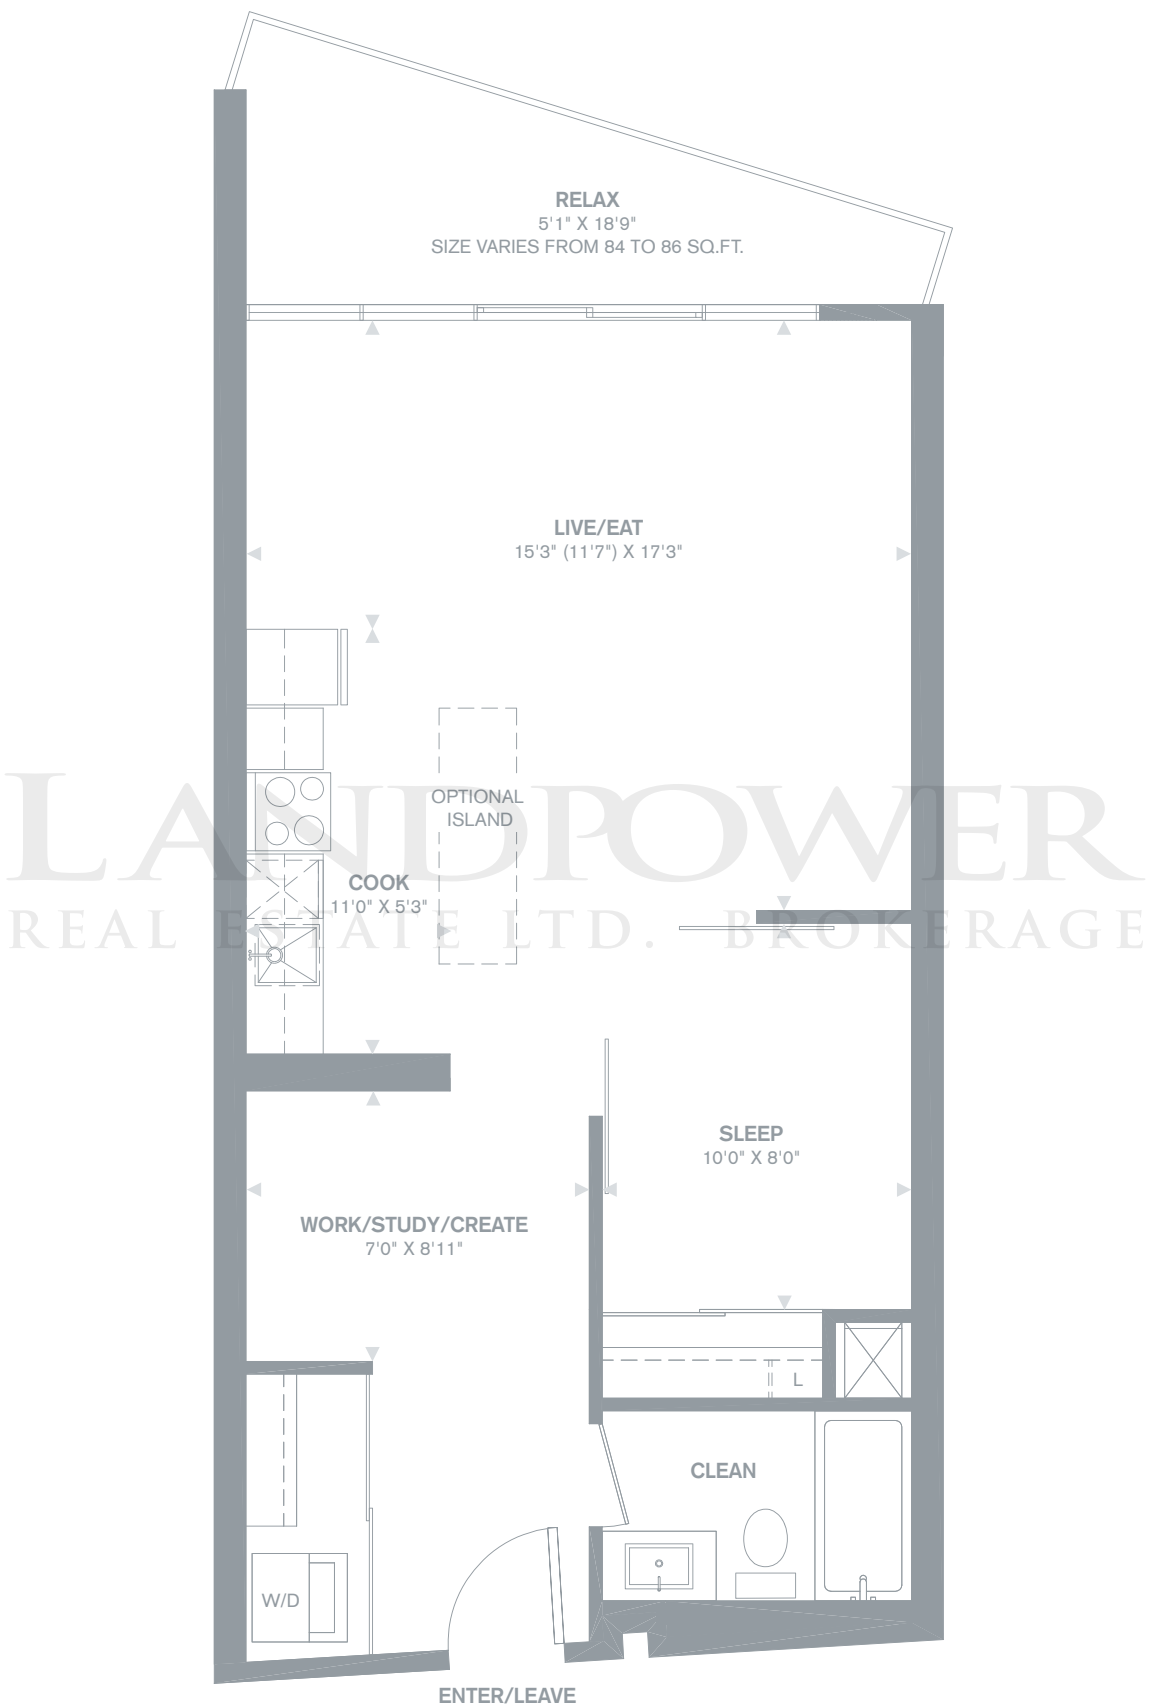 RELAX
5'1" X 18'9"
SIZE VARIES FROM 84 TO 86 SQ.FT.
LIVE/EAT
15'3" (11'7") X 17'3"
OPTIONAL
ISLAND
LANDPOWER
COOK
11'0" X 5'3"
REAL ESTATE LTD. BROKERAGE
SLEEP
10'0" X 8'0"
WORK/STUDY/CREATE
7'0" X 8'11"
L
CLEAN
W/D
ENTER/LEAVE